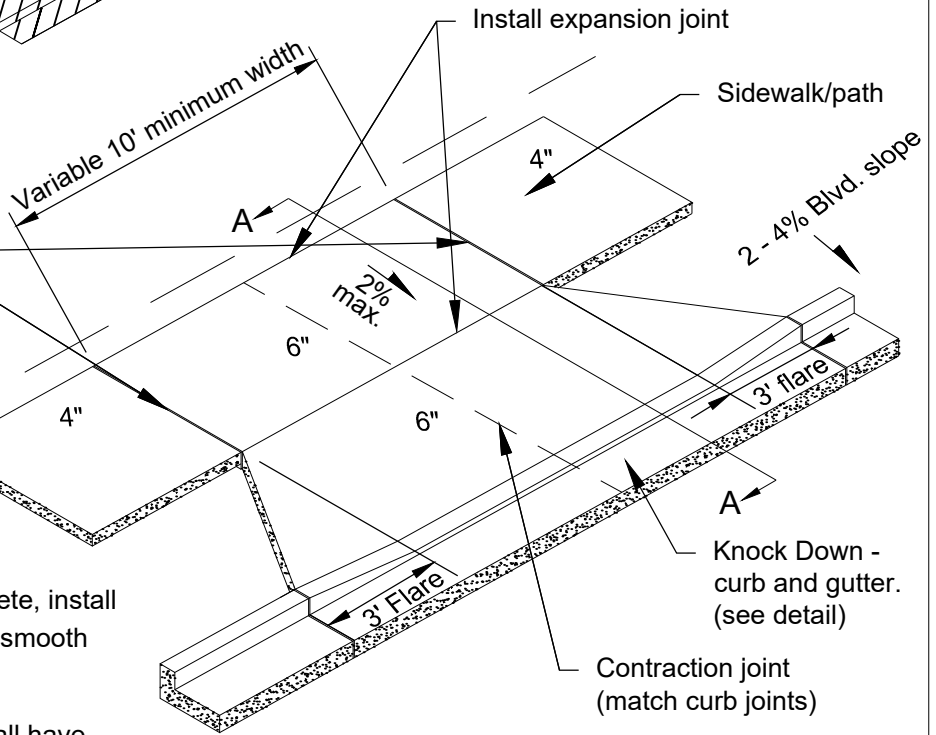 Install expansion joint
Variable 10' minimum width
Sidewalk/path
4"
A
2 - 4% Blvd. slope
2%
max.
6"
4"
6"
3' flare
A
Knock Down -
curb and gutter.
(see detail)
3' Flare
ete, install
smooth
Contraction joint
(match curb joints)
all have